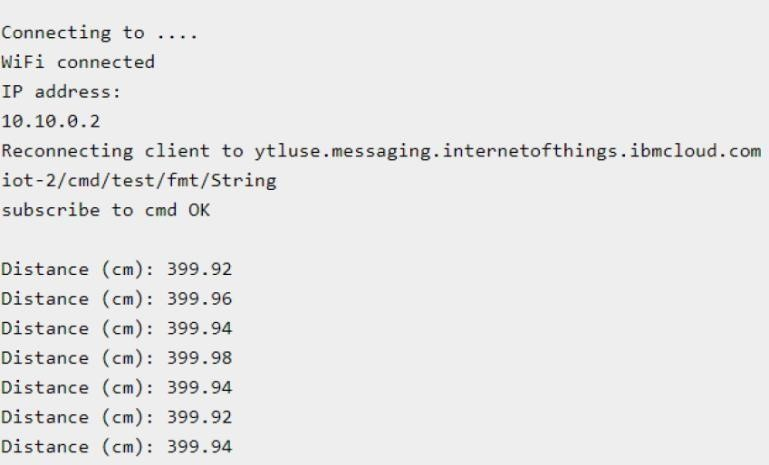 Connecting to ....
WiFi connected
IP address:
10.10.0.2
Reconnecting client to ytluse.messaging.internetofthings.ibmcloud.com
iot-2/cmd/test/fmt/String
subscribe to cmd OK
Distance (cm): 399.92
Distance (cm): 399.96
Distance (cm): 399.94
Distance (cm): 399.98
Distance (cm): 399.94
Distance (cm): 399.92
Distance (cm): 399.94